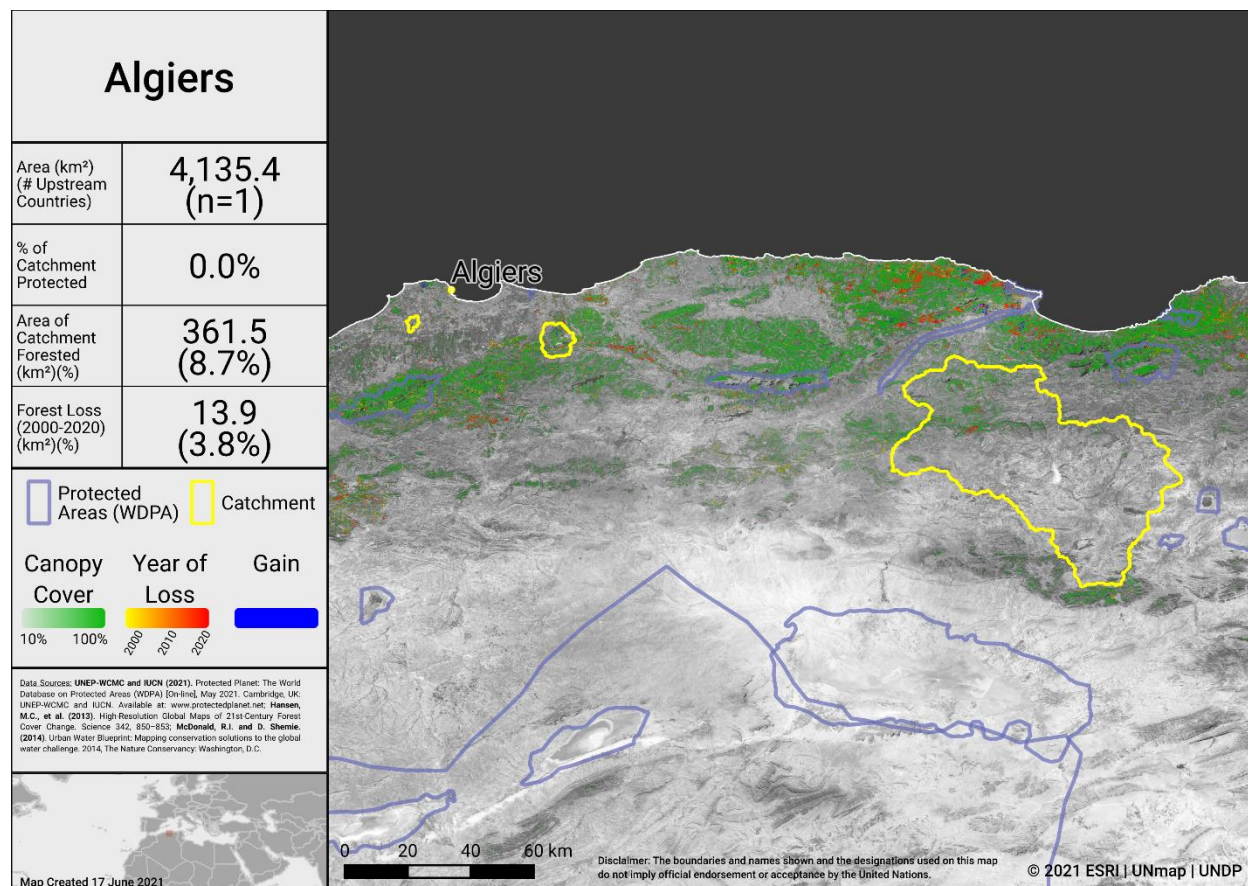 Algiers
Area (km²)
(# Upstream
Countries)
4,135.4
(n=1)
% of
Catchment
Protected
0.0%
Area of
Catchment
Forested
(km²)(%)
361.5
(8.7%)
Forest Loss
(2000-2020)
(km²)(%)
13.9
(3.8%)
Protected
Areas (WDPA)
Catchment
Canopy
Cover
10% 100%
Year of
Loss
2000 2010 2020
Gain
Data Sources: UNEP-WCMC and IUCN (2021). Protected Planet: The World
Database on Protected Areas (WDPA) [On-line], May 2021. Cambridge, UK:
UNEP-WCMC and IUCN. Available at: www.protectedplanet.net; Hansen,
M.C., et al. (2013). High-Resolution Global Maps of 21st-Century Forest
Cover Change. Science 342, 850–853; McDonald, R.I. and D. Shemie.
(2014). Urban Water Blueprint: Mapping conservation solutions to the global
water challenge. 2014, The Nature Conservancy: Washington, D.C.
Map Created 17 June 2021
Algiers
0 20 40 60 km
Disclaimer: The boundaries and names shown and the designations used on this map
do not imply official endorsement or acceptance by the United Nations.
© 2021 ESRI | UNmap | UNDP